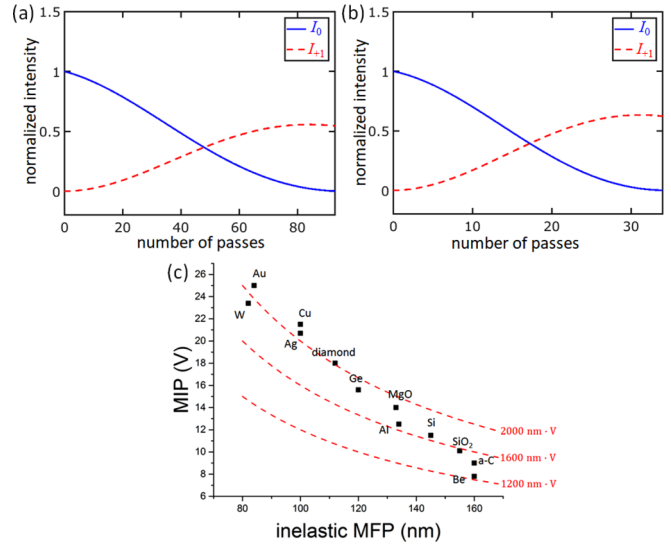 (a)
1.5
1
0.5
0
normalized intensity
I₀
I₊₁
0 20 40 60 80
number of passes
(b)
1.5
1
0.5
0
normalized intensity
I₀
I₊₁
0 10 20 30
number of passes
(c)
26
24
22
20
18
16
14
12
10
8
6
MIP (V)
Au
W
Cu
Ag
diamond
Ge
MgO
Al
Si
SiO₂
a-C
Be
2000 nm · V
1600 nm · V
1200 nm · V
80 100 120 140 160
inelastic MFP (nm)